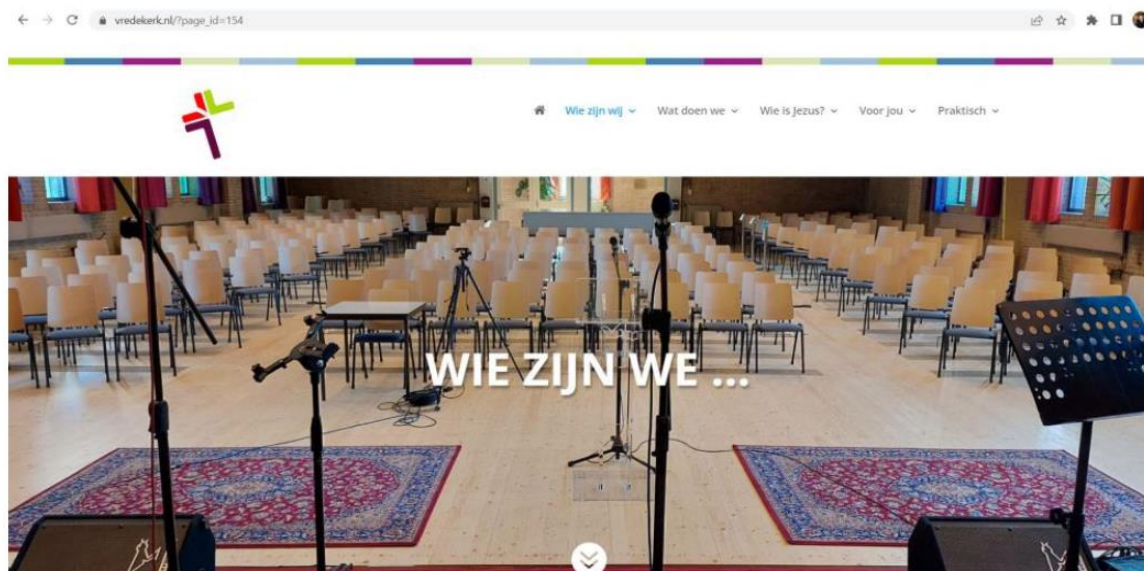 vredekerk.nl/?page_id=154
Wie zijn wij Wat doen we Wie is Jezus? Voor jou Praktisch
WIE ZIJN WE ...